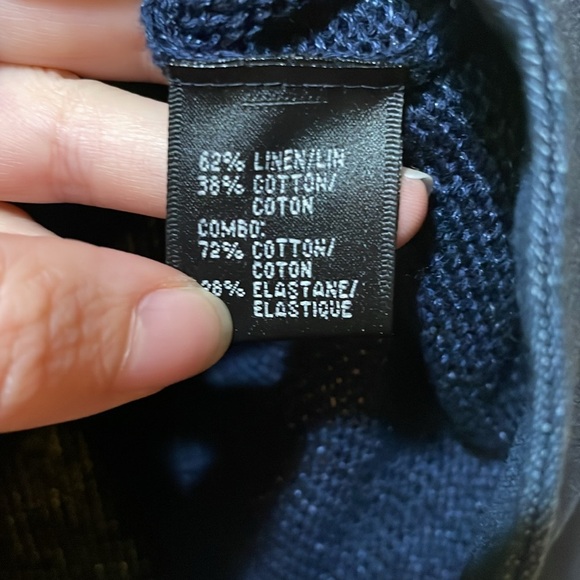 62% LINEN/LIN
38% COTTON/
COTON
COMBO:
72% COTTON/
COTON
28% ELASTANE/
ELASTIQUE